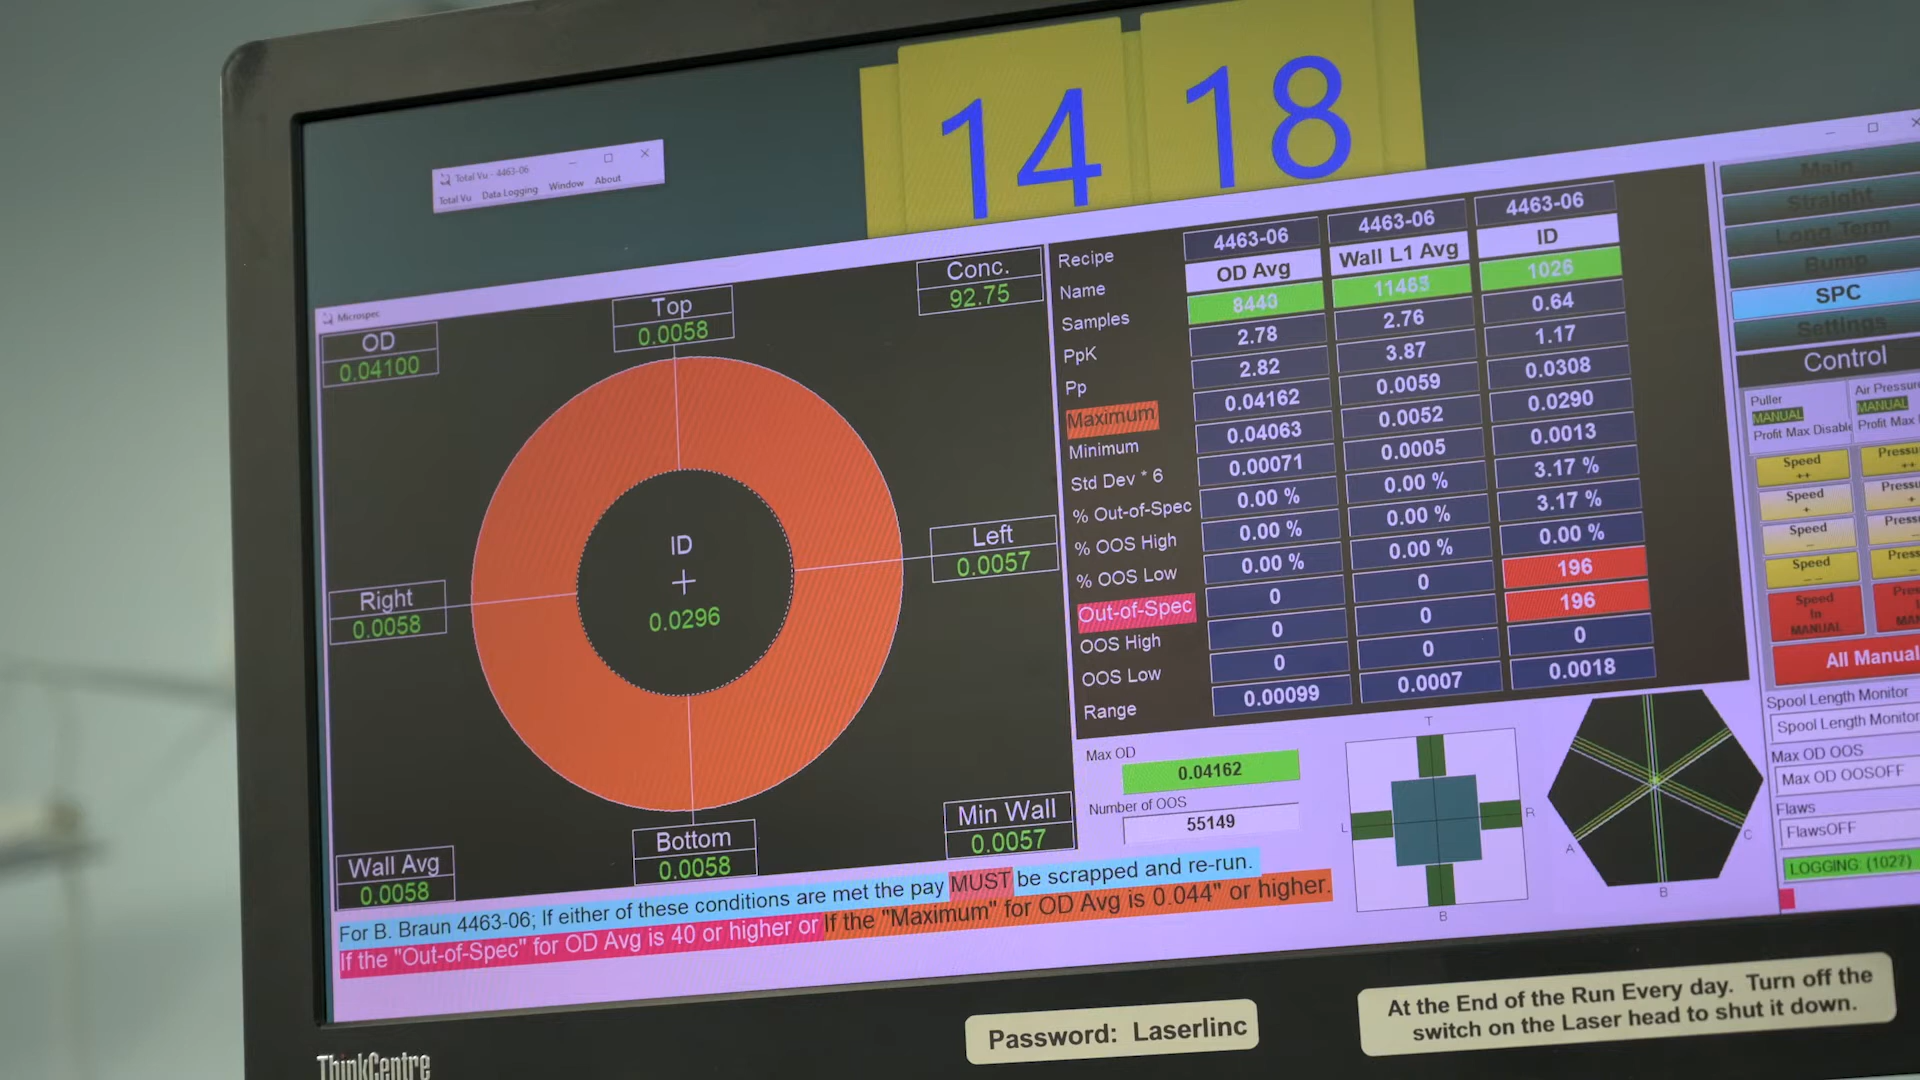 14 18
Total Vu - 4463-06
Total Vu Data Logging Window About
Microspec
OD
0.04100
Top
0.0058
Conc.
92.75
ID
0.0296
Left
0.0057
Right
0.0058
Wall Avg
0.0058
Bottom
0.0058
Min Wall
0.0057
Recipe 4463-06 4463-06 4463-06
Name OD Avg Wall L1 Avg ID
Samples 8440 11463 1026
PpK 2.78 2.76 0.64
Pp 2.82 3.87 1.17
Maximum 0.04162 0.0059 0.0308
Minimum 0.04063 0.0052 0.0290
Std Dev * 6 0.00071 0.0005 0.0013
% Out-of-Spec 0.00 % 0.00 % 3.17 %
% OOS High 0.00 % 0.00 % 3.17 %
% OOS Low 0.00 % 0.00 % 0.00 %
Out-of-Spec 0 0 196
OOS High 0 0 196
OOS Low 0 0 0
Range 0.00099 0.0007 0.0018
Max OD
0.04162
Number of OOS
55149
T
L
R
B
A
B
C
Main
Straight
Long Term
Bump
SPC
Settings
Control
Puller
MANUAL
Profit Max Disable
Air Pressure
MANUAL
Profit Max
Speed
++
Speed
+
Speed
_
Speed
_ _
Speed
In
MANUAL
All Manual
Spool Length Monitor
Spool Length Monitor
Max OD OOS
Max OD OOSOFF
Flaws
FlawsOFF
LOGGING: (1027)
For B. Braun 4463-06; If either of these conditions are met the pay MUST be scrapped and re-run.
If the "Out-of-Spec" for OD Avg is 40 or higher or If the "Maximum" for OD Avg is 0.044" or higher.
ThinkCentre
Password: Laserlinc
At the End of the Run Every day. Turn off the
switch on the Laser head to shut it down.